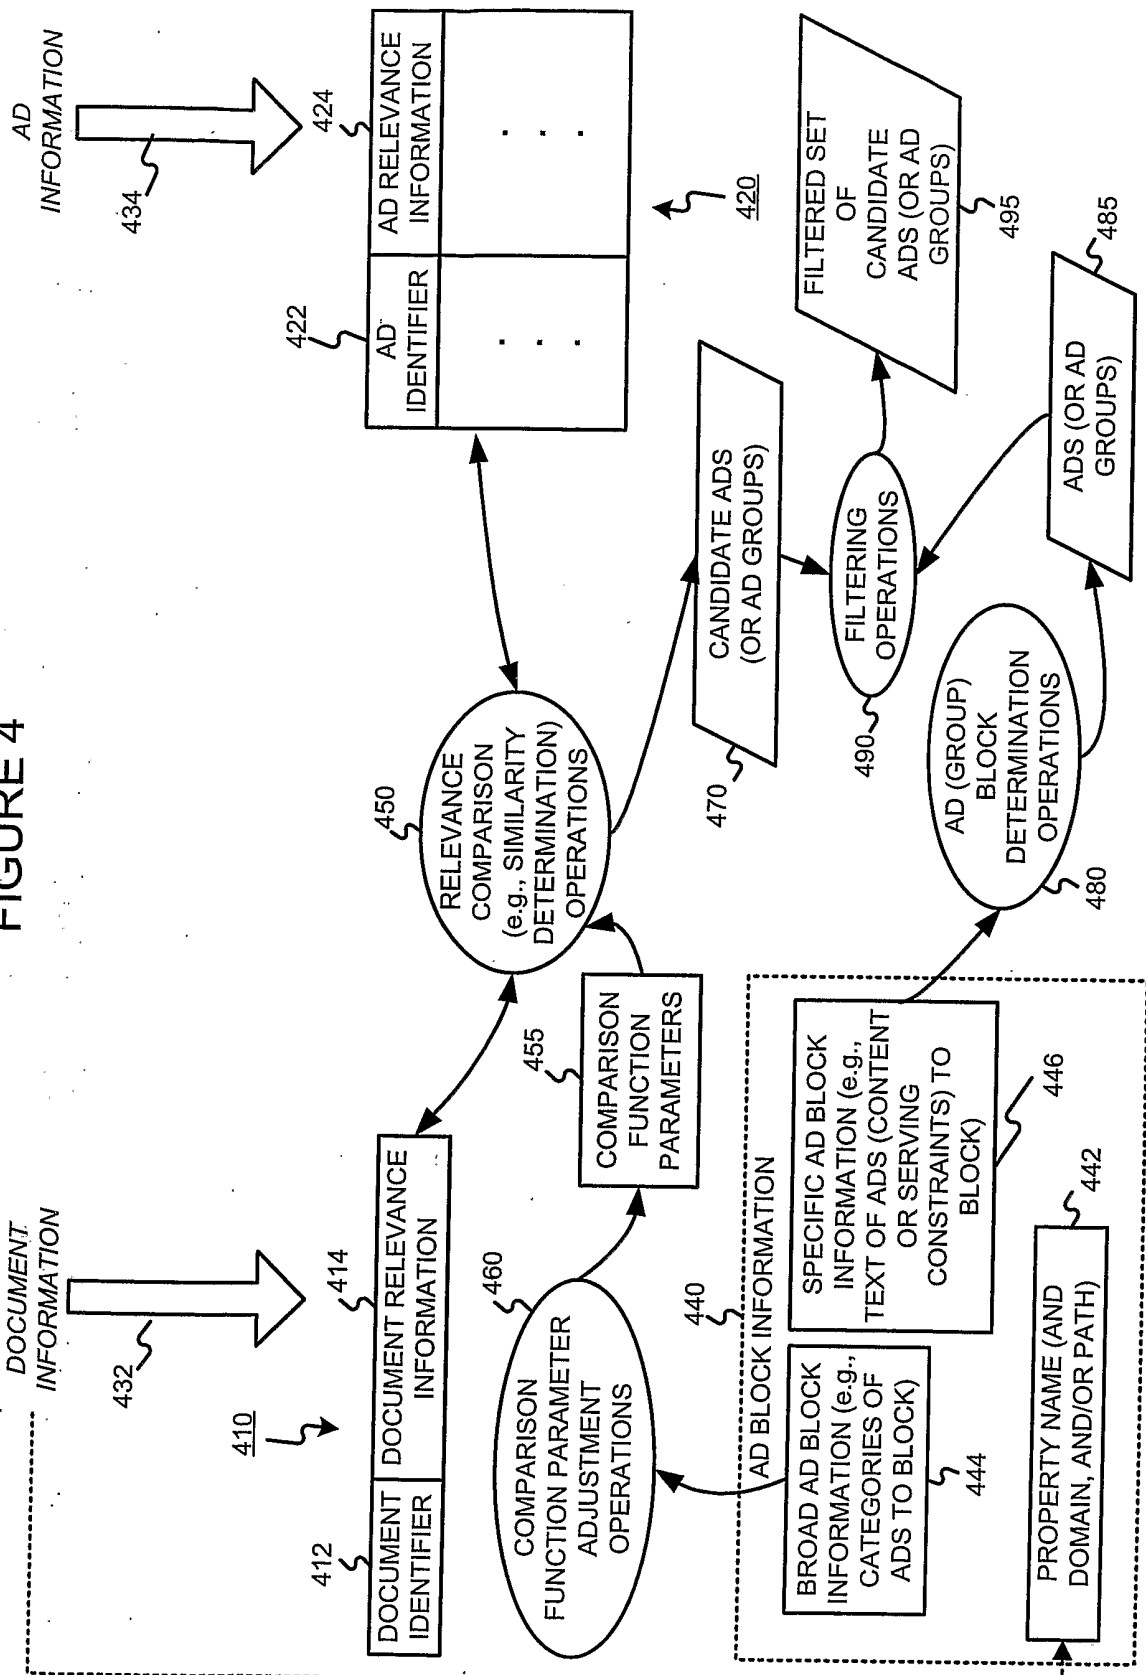 FIGURE 4
DOCUMENT
INFORMATION
432
AD
INFORMATION
434
410
412
414
DOCUMENT
IDENTIFIER
DOCUMENT RELEVANCE
INFORMATION
422
424
AD
IDENTIFIER
AD RELEVANCE
INFORMATION
420
450
RELEVANCE
COMPARISON
(e.g., SIMILARITY
DETERMINATION)
OPERATIONS
460
COMPARISON
FUNCTION PARAMETER
ADJUSTMENT
OPERATIONS
455
COMPARISON
FUNCTION
PARAMETERS
470
CANDIDATE ADS
(OR AD GROUPS)
490
FILTERING
OPERATIONS
FILTERED SET
OF
CANDIDATE
ADS (OR AD
GROUPS)
495
440
AD BLOCK INFORMATION
BROAD AD BLOCK
INFORMATION (e.g.,
CATEGORIES OF
ADS TO BLOCK)
444
SPECIFIC AD BLOCK
INFORMATION (e.g.,
TEXT OF ADS (CONTENT
OR SERVING
CONSTRAINTS) TO
BLOCK)
446
442
PROPERTY NAME (AND
DOMAIN, AND/OR PATH)
AD (GROUP)
BLOCK
DETERMINATION
OPERATIONS
480
485
ADS (OR AD
GROUPS)